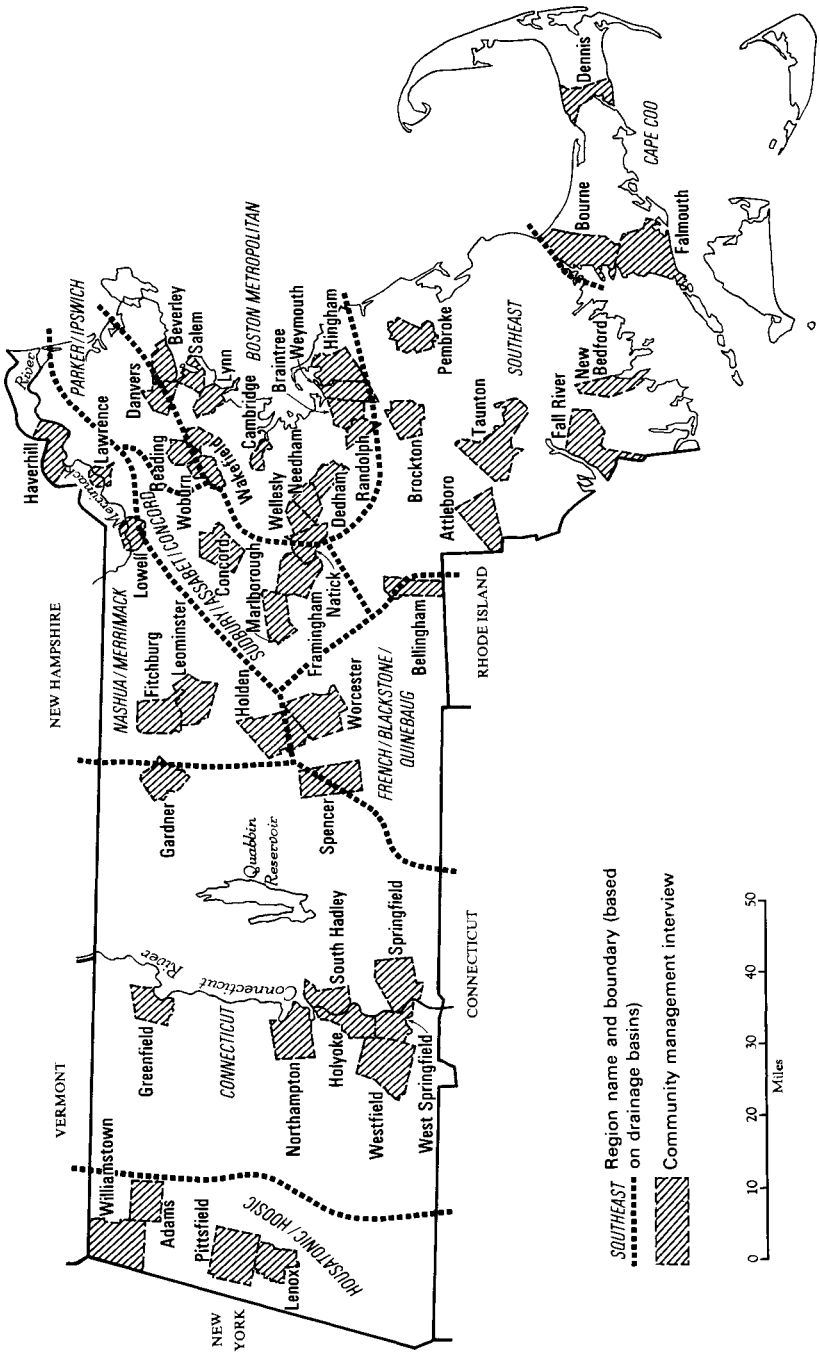 VERMONT
NEW HAMPSHIRE
NEW
YORK
CONNECTICUT
RHODE ISLAND
Williamstown
Adams
Pittsfield
Lenox
HOUSATONIC / HOOSIC
Greenfield
CONNECTICUT
Connecticut
River
Northampton
Holyoke
South Hadley
Westfield
West Springfield
Springfield
Quabbin
Reservoir
Gardner
Spencer
NASHUA / MERRIMACK
Fitchburg
Leominster
Holden
Worcester
FRENCH / BLACKSTONE /
QUINEBAUG
SUDBURY / ASSABET / CONCORD
Lowell
Concord
Marlborough
Framingham
Natick
Bellingham
Haverhill
Lawrence
Merrimack
River
PARKER / IPSWICH
Danvers
Beverley
Salem
Lynn
Reading
Woburn
Wakefield
BOSTON METROPOLITAN
Cambridge
Braintree
Weymouth
Hingham
Wellesly
Needham
Dedham
Randolph
Pembroke
Brockton
Taunton
Attleboro
SOUTHEAST
Fall River
New
Bedford
Bourne
Falmouth
Dennis
CAPE COO
SOUTHEAST Region name and boundary (based
on drainage basins)
Community management interview
0 10 20 30 40 50
Miles